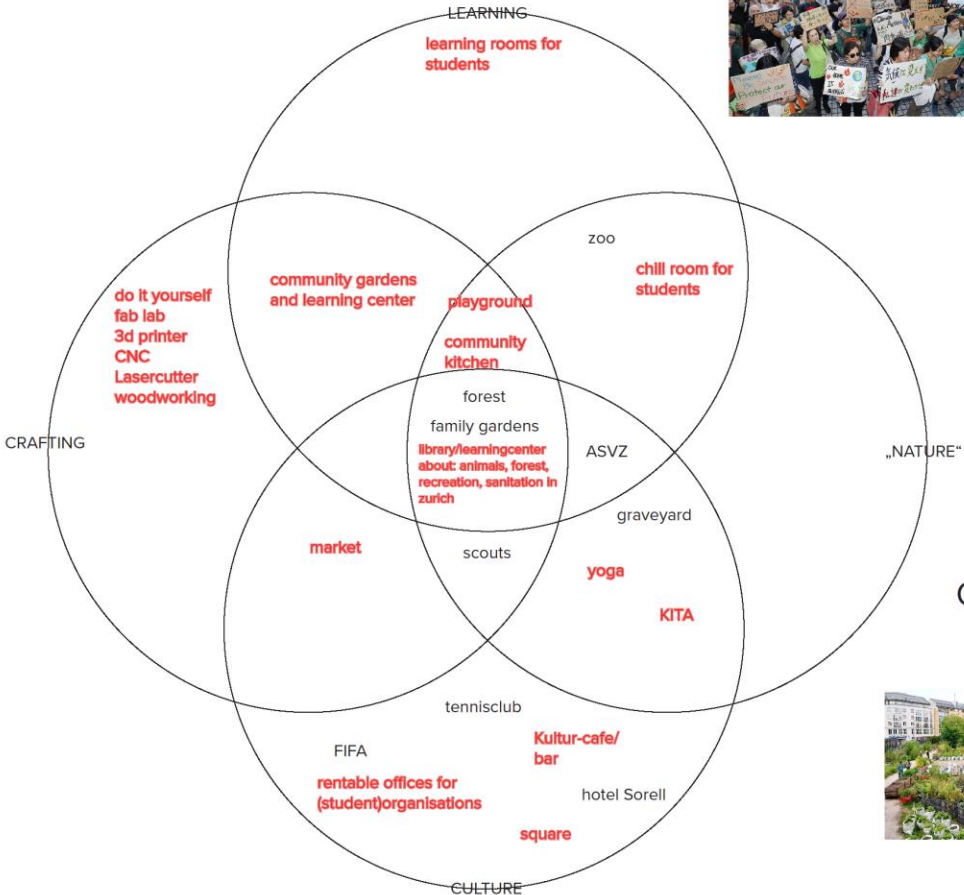 LEARNING
learning rooms for
students
zoo
chill room for
students
community gardens
and learning center
playground
do it yourself
fab lab
3d printer
CNC
Lasercutter
woodworking
community
kitchen
forest
family gardens
CRAFTING
library/learningcenter
about: animals, forest,
recreation, sanitation in
zurich
ASVZ
„NATURE“
graveyard
market
scouts
yoga
KITA
tennisclub
FIFA
Kultur-cafe/
bar
rentable offices for
(student)organisations
hotel Sorell
square
CULTURE